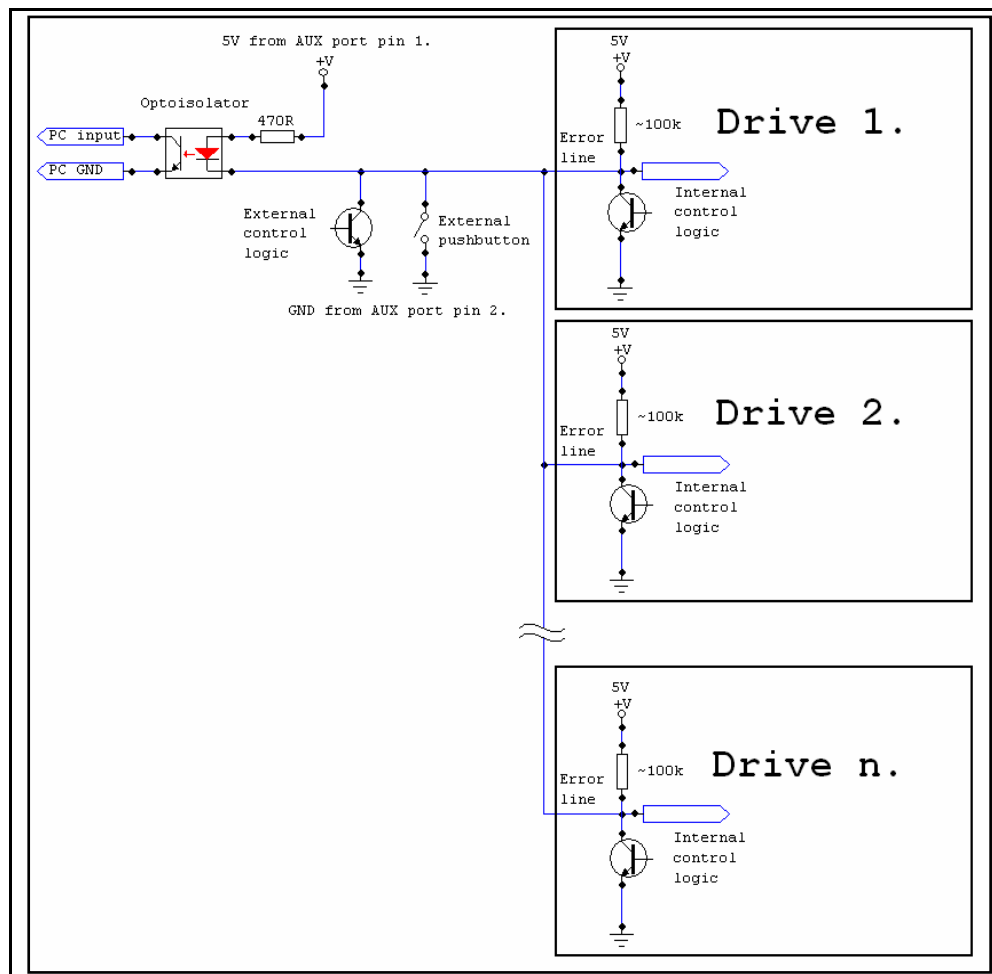 5V from AUX port pin 1.
+V
Optoisolator
470R
PC input
PC GND
External
control
logic
External
pushbutton
GND from AUX port pin 2.
5V
+V
~100k
Drive 1.
Error
line
Internal
control
logic
5V
+V
~100k
Drive 2.
Error
line
Internal
control
logic
5V
+V
~100k
Drive n.
Error
line
Internal
control
logic